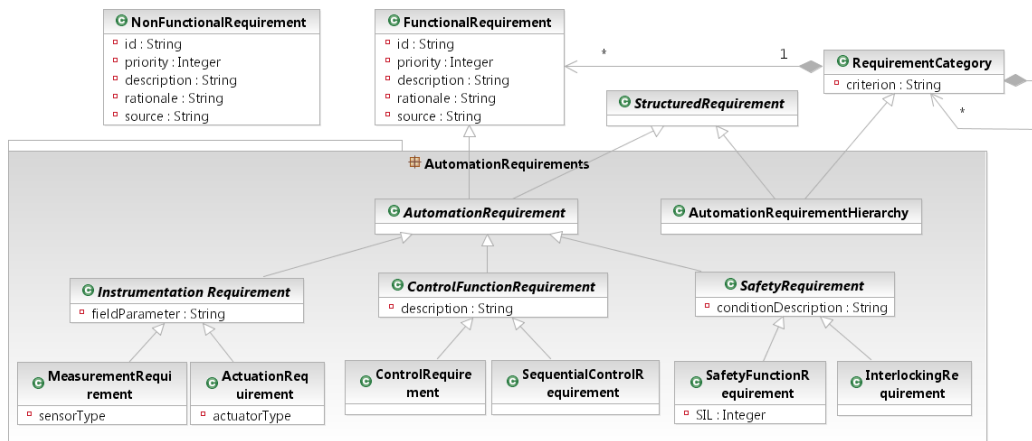 NonFunctionalRequirement
id : String
priority : Integer
description : String
rationale : String
source : String
FunctionalRequirement
id : String
priority : Integer
description : String
rationale : String
source : String
*
1
RequirementCategory
criterion : String
*
StructuredRequirement
AutomationRequirements
AutomationRequirement
AutomationRequirementHierarchy
Instrumentation Requirement
fieldParameter : String
ControlFunctionRequirement
description : String
SafetyRequirement
conditionDescription : String
MeasurementRequi
rement
sensorType
ActuationReq
uirement
actuatorType
ControlRequire
ment
SequentialControlR
equirement
SafetyFunctionR
equirement
SIL : Integer
InterlockingRe
quirement